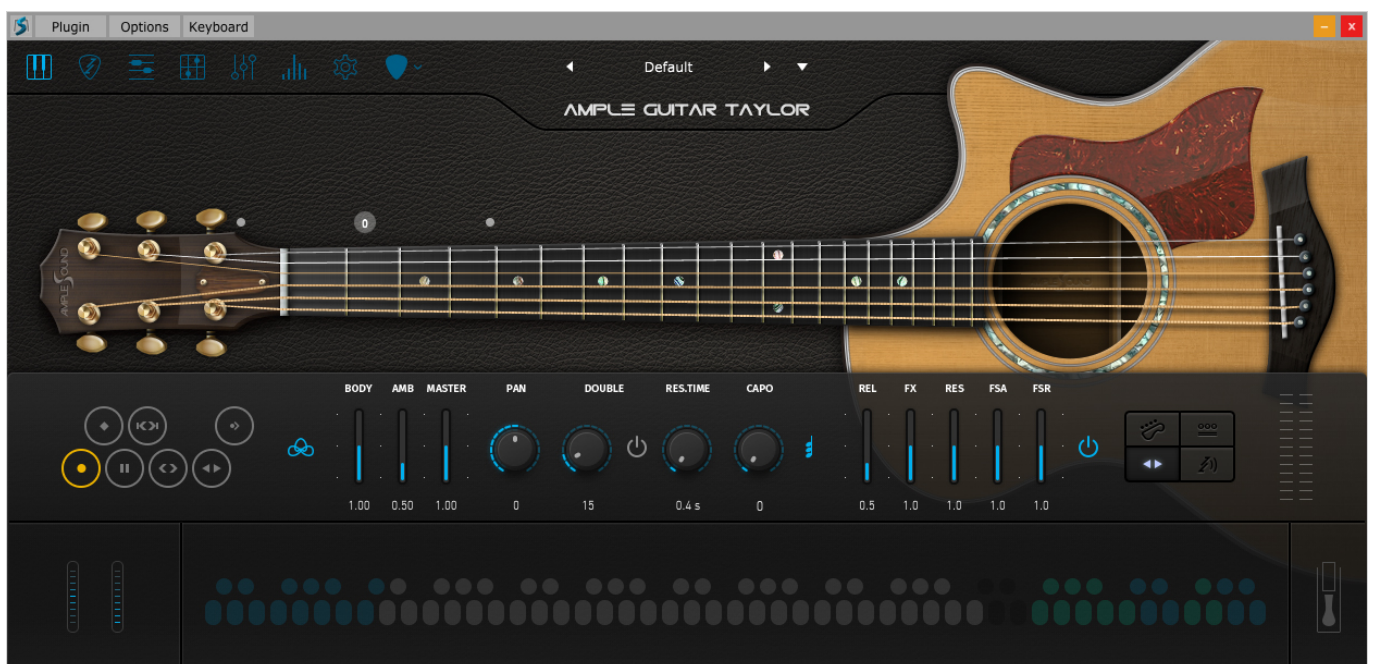 Plugin Options Keyboard
Default
AMPLE GUITAR TAYLOR
0
AMPLE SOUND
BODY AMB MASTER PAN DOUBLE RES.TIME CAPO REL FX RES FSA FSR
1.00 0.50 1.00 0 15 0.4 s 0 0.5 1.0 1.0 1.0 1.0